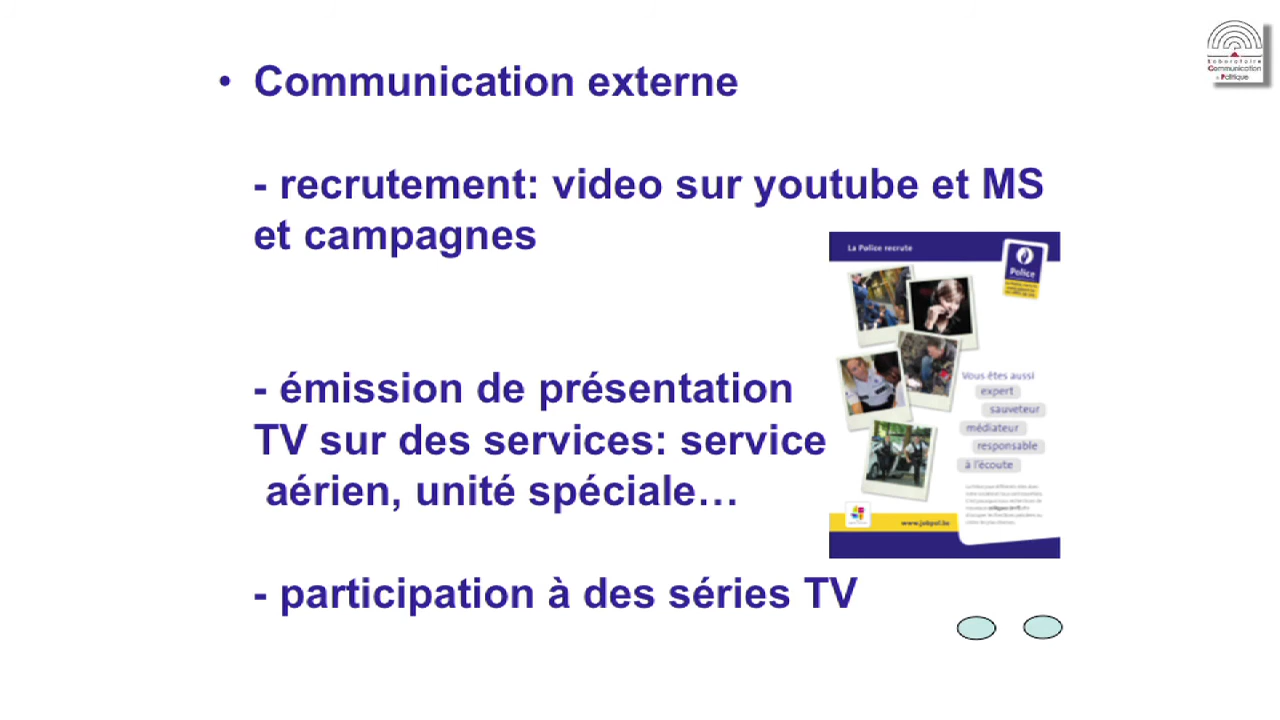 Laboratoire
Communication
& Politique
• Communication externe
- recrutement: video sur youtube et MS
et campagnes
La Police recrute
Police
Vous êtes aussi
expert
sauveteur
médiateur
responsable
à l'écoute
www.jobpol.be
- émission de présentation
TV sur des services: service
aérien, unité spéciale…
- participation à des séries TV